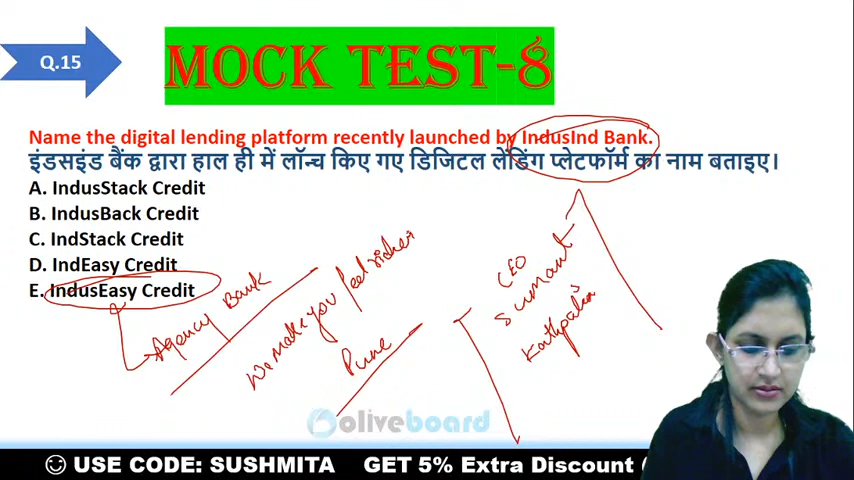 Q.15
MOCK TEST-8
Name the digital lending platform recently launched by IndusInd Bank.
इंडसइंड बैंक द्वारा हाल ही में लॉन्च किए गए डिजिटल लेंडिंग प्लेटफॉर्म का नाम बताइए।
A. IndusStack Credit
B. IndusBack Credit
C. IndStack Credit
D. IndEasy Credit
E. IndusEasy Credit
Agency Bank
We make you feel richer
Pune
CEO
Sumant
Kathpalia
oliveboard
USE CODE: SUSHMITA GET 5% Extra Discount